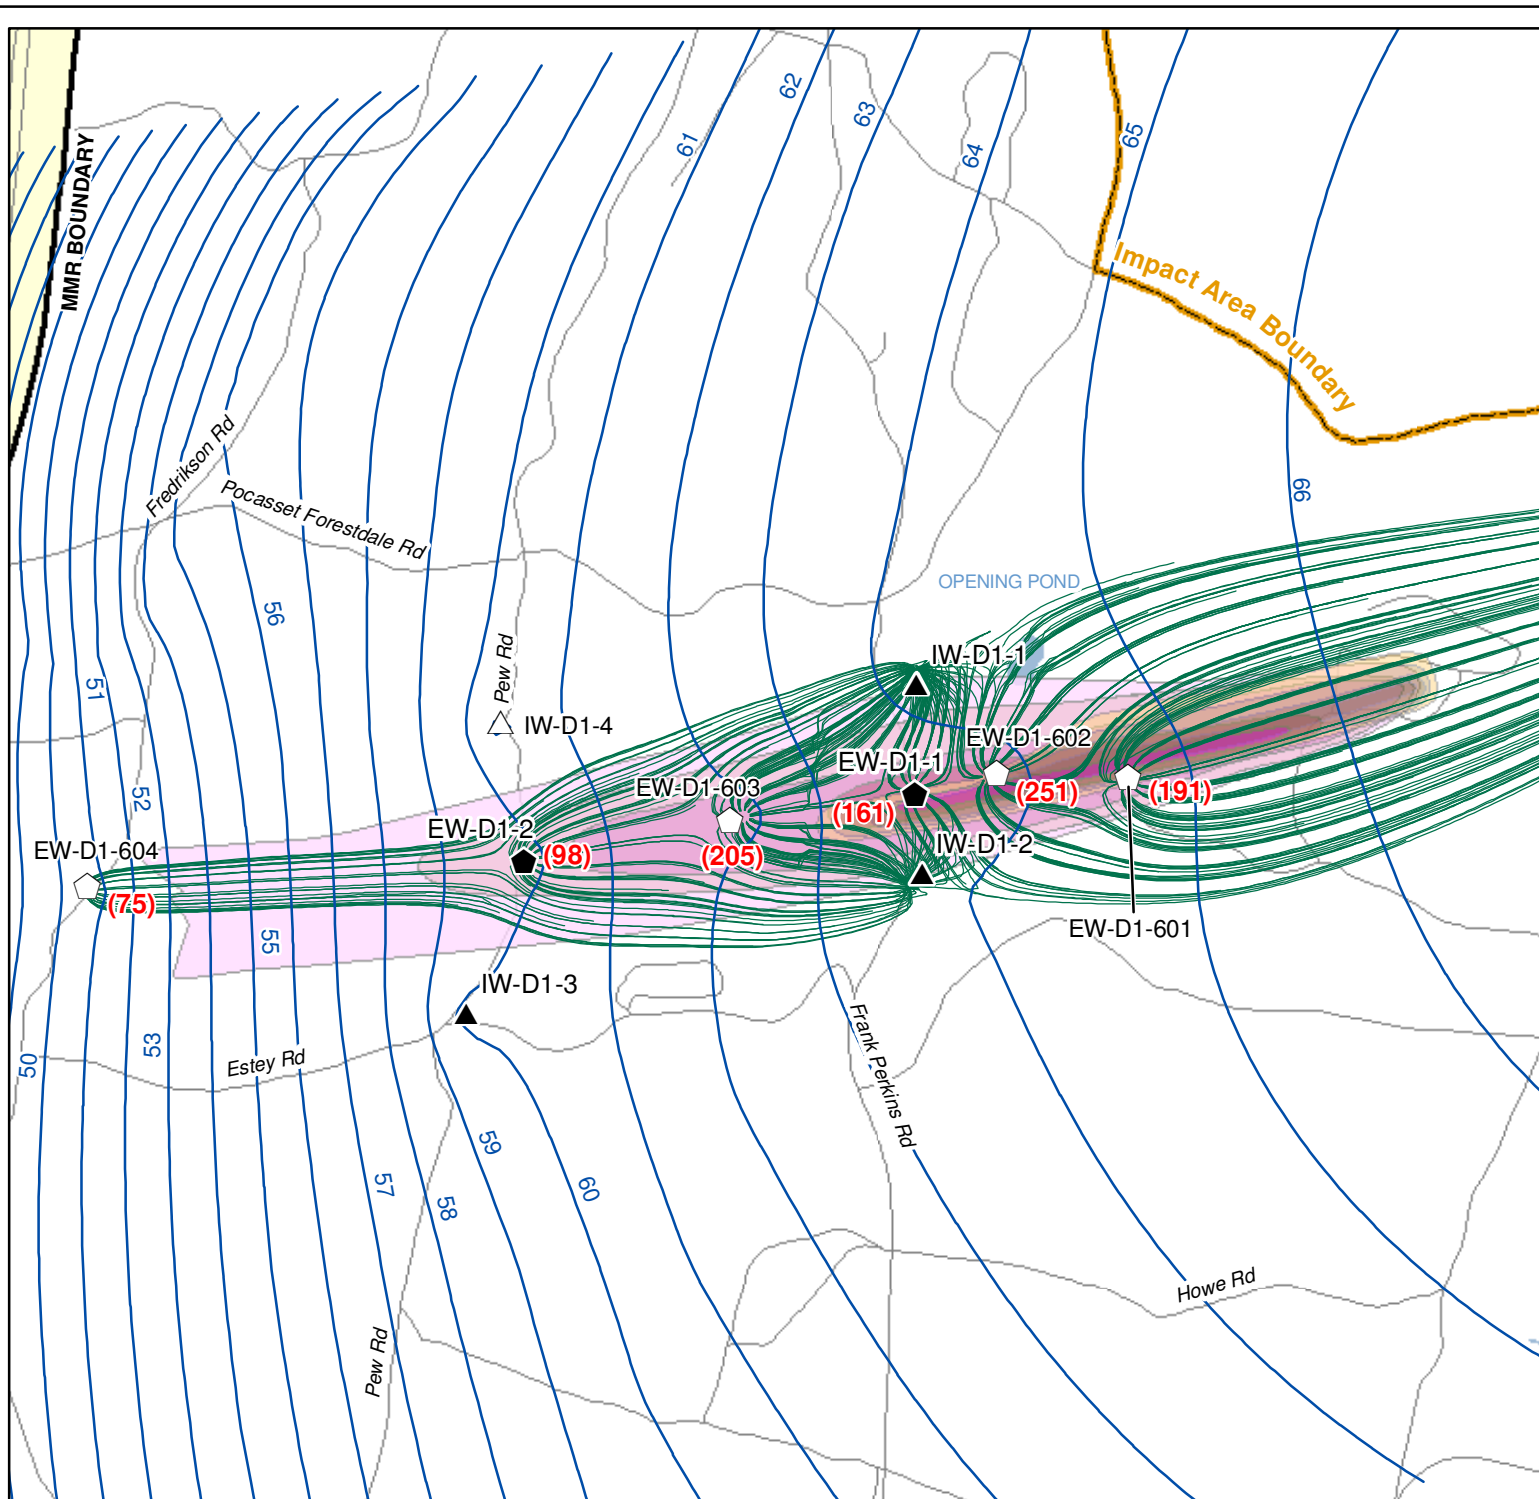 62
63
61
64
65
MMR BOUNDARY
Impact Area Boundary
Fredrikson Rd
Pocasset Forestdale Rd
66
OPENING POND
56
IW-D1-1
Pew Rd
51
IW-D1-4
EW-D1-602
EW-D1-1
EW-D1-603
52
(251)
(191)
(161)
EW-D1-2
IW-D1-2
EW-D1-604
(98)
(205)
(75)
EW-D1-601
55
IW-D1-3
53
50
Estey Rd
Frank Perkins Rd
59
57
60
58
Howe Rd
Pew Rd